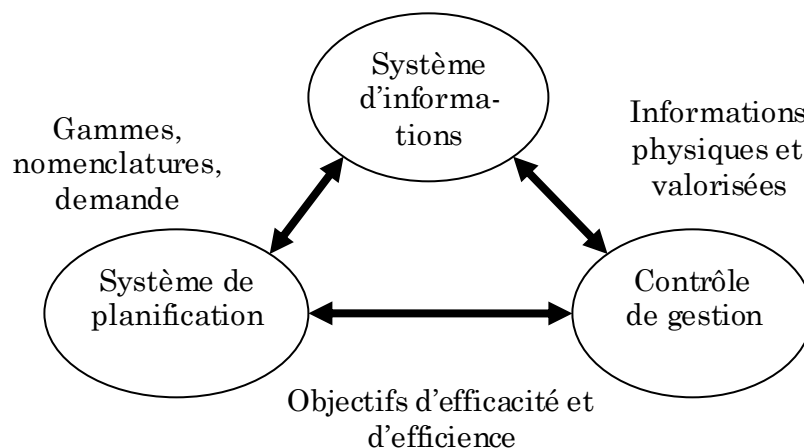 Système
d’informa-
tions
Gammes,
nomenclatures,
demande
Informations
physiques et
valorisées
Système de
planification
Contrôle
de gestion
Objectifs d’efficacité et
d’efficience